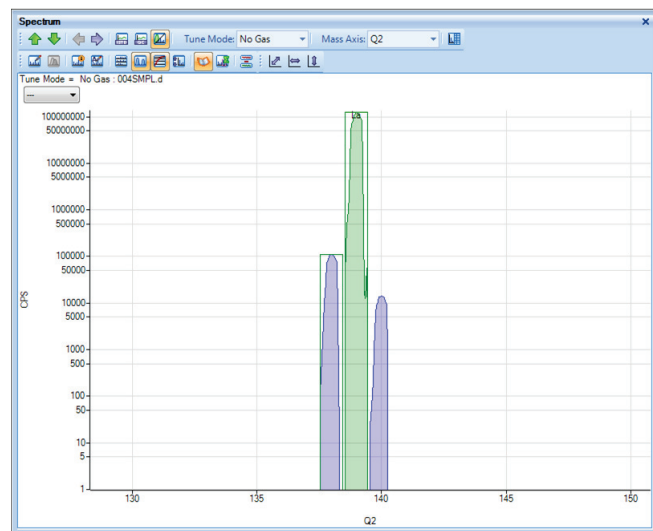 Spectrum
Tune Mode: No Gas Mass Axis: Q2
Tune Mode = No Gas : 004SMPL.d
---
100000000
50000000
10000000
5000000
1000000
500000
100000
50000
10000
5000
1000
500
100
50
10
5
1
CPS
La
130 135 140 145 150
Q2